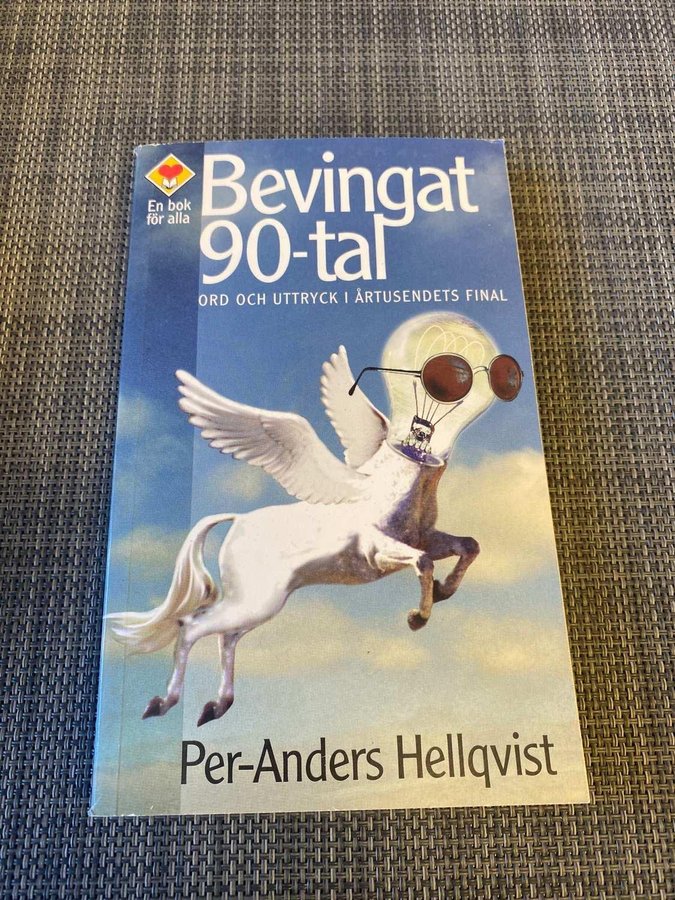 En bok
för alla
Bevingat
90-tal
ORD OCH UTTRYCK I ÅRTUSENDETS FINAL
Per-Anders Hellqvist